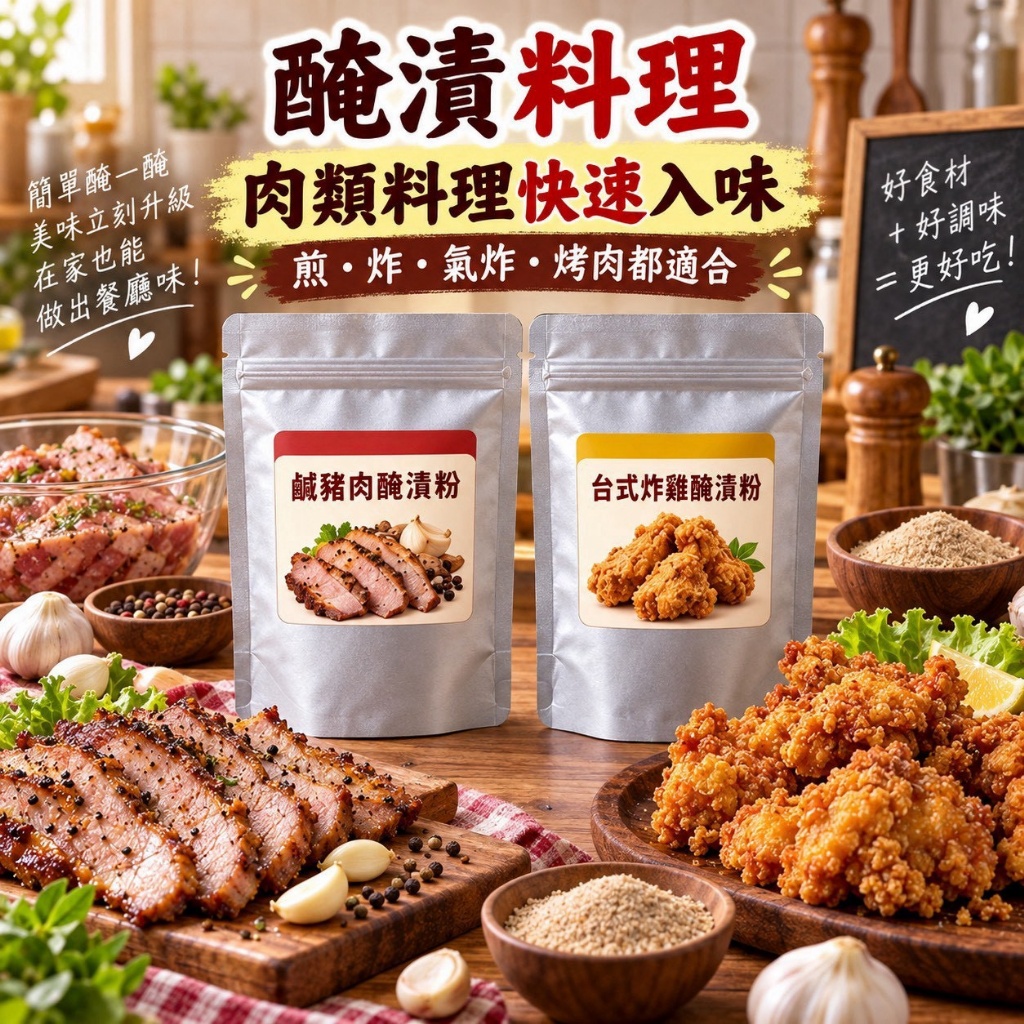 醃漬料理
肉類料理快速入味
煎・炸・氣炸・烤肉都適合
簡單醃一醃
美味立刻升級
在家也能
做出餐廳味!
好食材
+ 好調味
= 更好吃!
鹹豬肉醃漬粉
台式炸雞醃漬粉